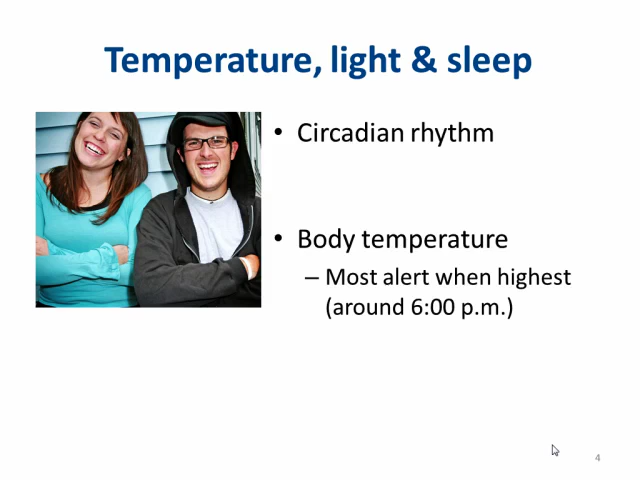 Temperature, light & sleep
• Circadian rhythm
• Body temperature
– Most alert when highest
(around 6:00 p.m.)
4